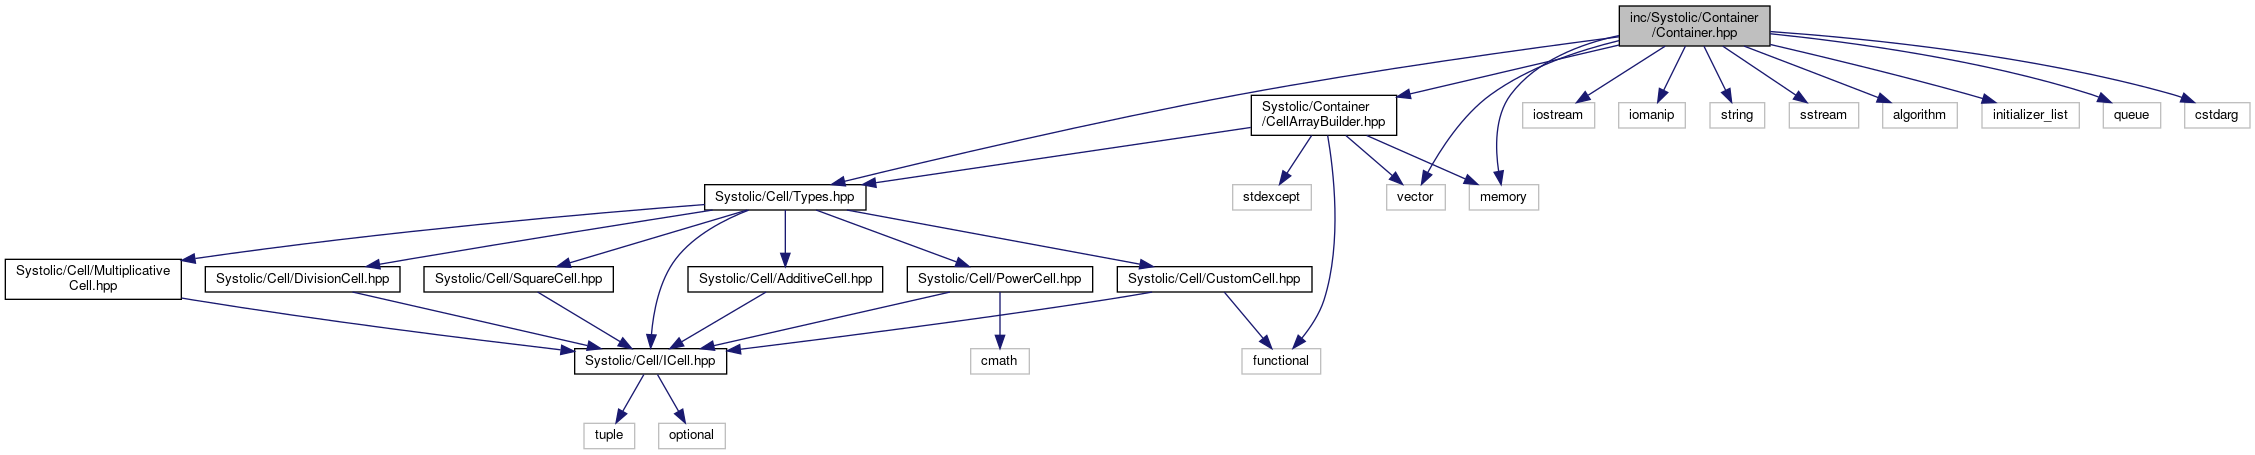 inc/Systolic/Container
/Container.hpp
Systolic/Container
/CellArrayBuilder.hpp
iostream
iomanip
string
sstream
algorithm
initializer_list
queue
cstdarg
Systolic/Cell/Types.hpp
stdexcept
vector
memory
Systolic/Cell/Multiplicative
Cell.hpp
Systolic/Cell/DivisionCell.hpp
Systolic/Cell/SquareCell.hpp
Systolic/Cell/AdditiveCell.hpp
Systolic/Cell/PowerCell.hpp
Systolic/Cell/CustomCell.hpp
Systolic/Cell/ICell.hpp
cmath
functional
tuple
optional